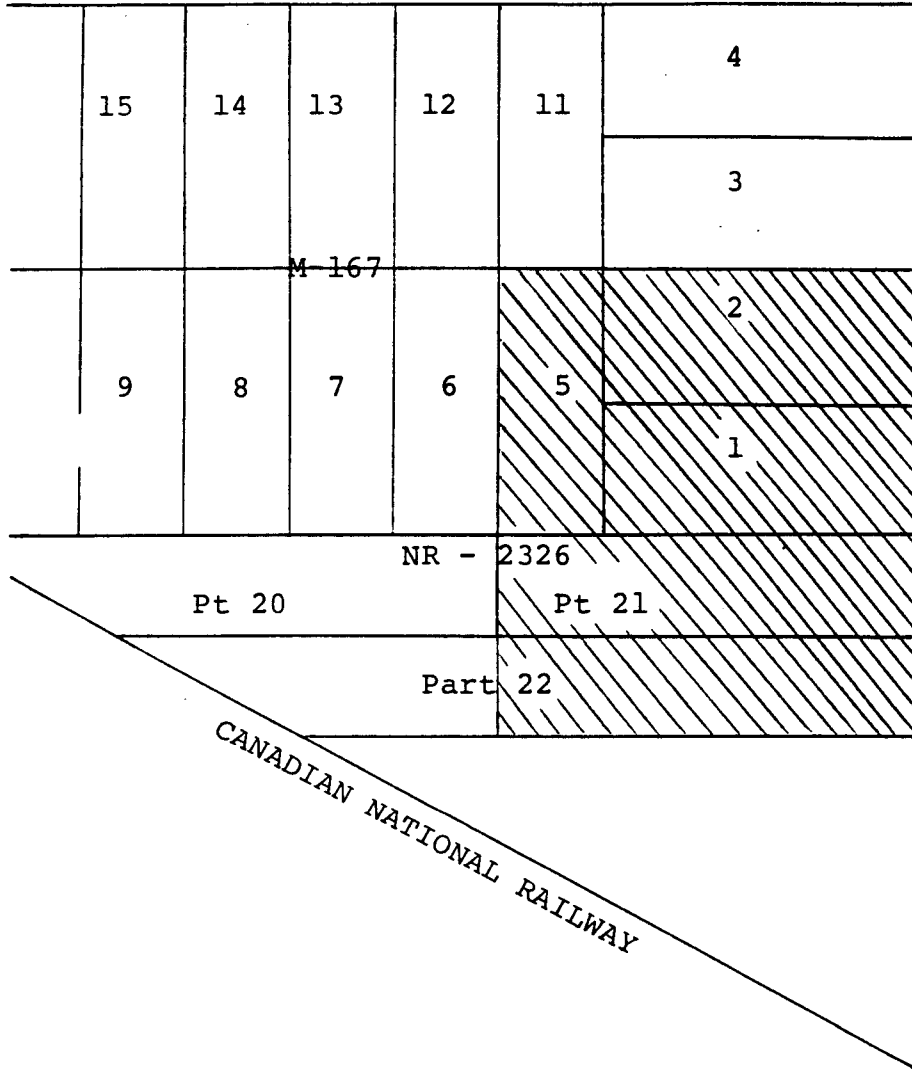 4
15 14 13 12 11
3
M-167
2
9 8 7 6 5
1
NR - 2326
Pt 20 Pt 21
Part 22
CANADIAN NATIONAL RAILWAY